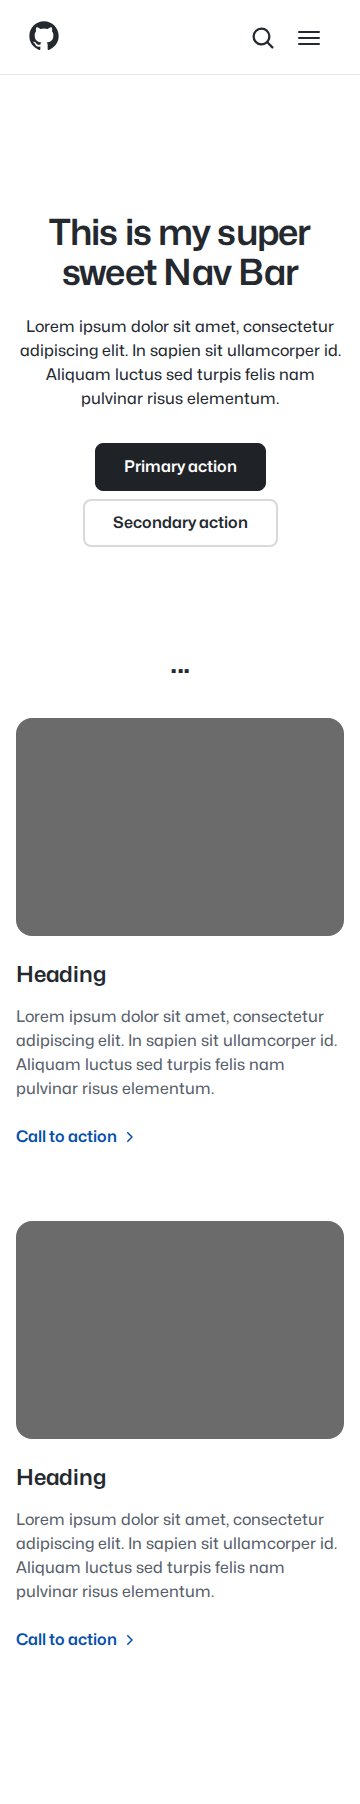 This is my super
sweet Nav Bar
Lorem ipsum dolor sit amet, consectetur
adipiscing elit. In sapien sit ullamcorper id.
Aliquam luctus sed turpis felis nam
pulvinar risus elementum.
Primary action
Secondary action
...
Heading
Lorem ipsum dolor sit amet, consectetur
adipiscing elit. In sapien sit ullamcorper id.
Aliquam luctus sed turpis felis nam
pulvinar risus elementum.
Call to action
Heading
Lorem ipsum dolor sit amet, consectetur
adipiscing elit. In sapien sit ullamcorper id.
Aliquam luctus sed turpis felis nam
pulvinar risus elementum.
Call to action